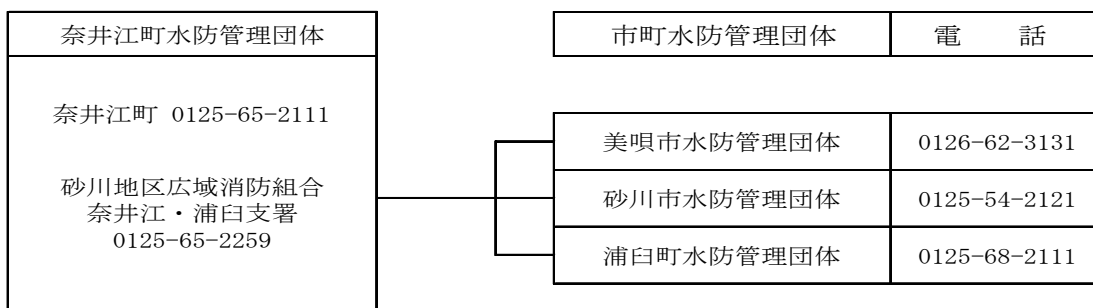 奈井江町水防管理団体
奈井江町 0125-65-2111
砂川地区広域消防組合
奈井江・浦臼支署
0125-65-2259
市町水防管理団体 電 話
美唄市水防管理団体 0126-62-3131
砂川市水防管理団体 0125-54-2121
浦臼町水防管理団体 0125-68-2111